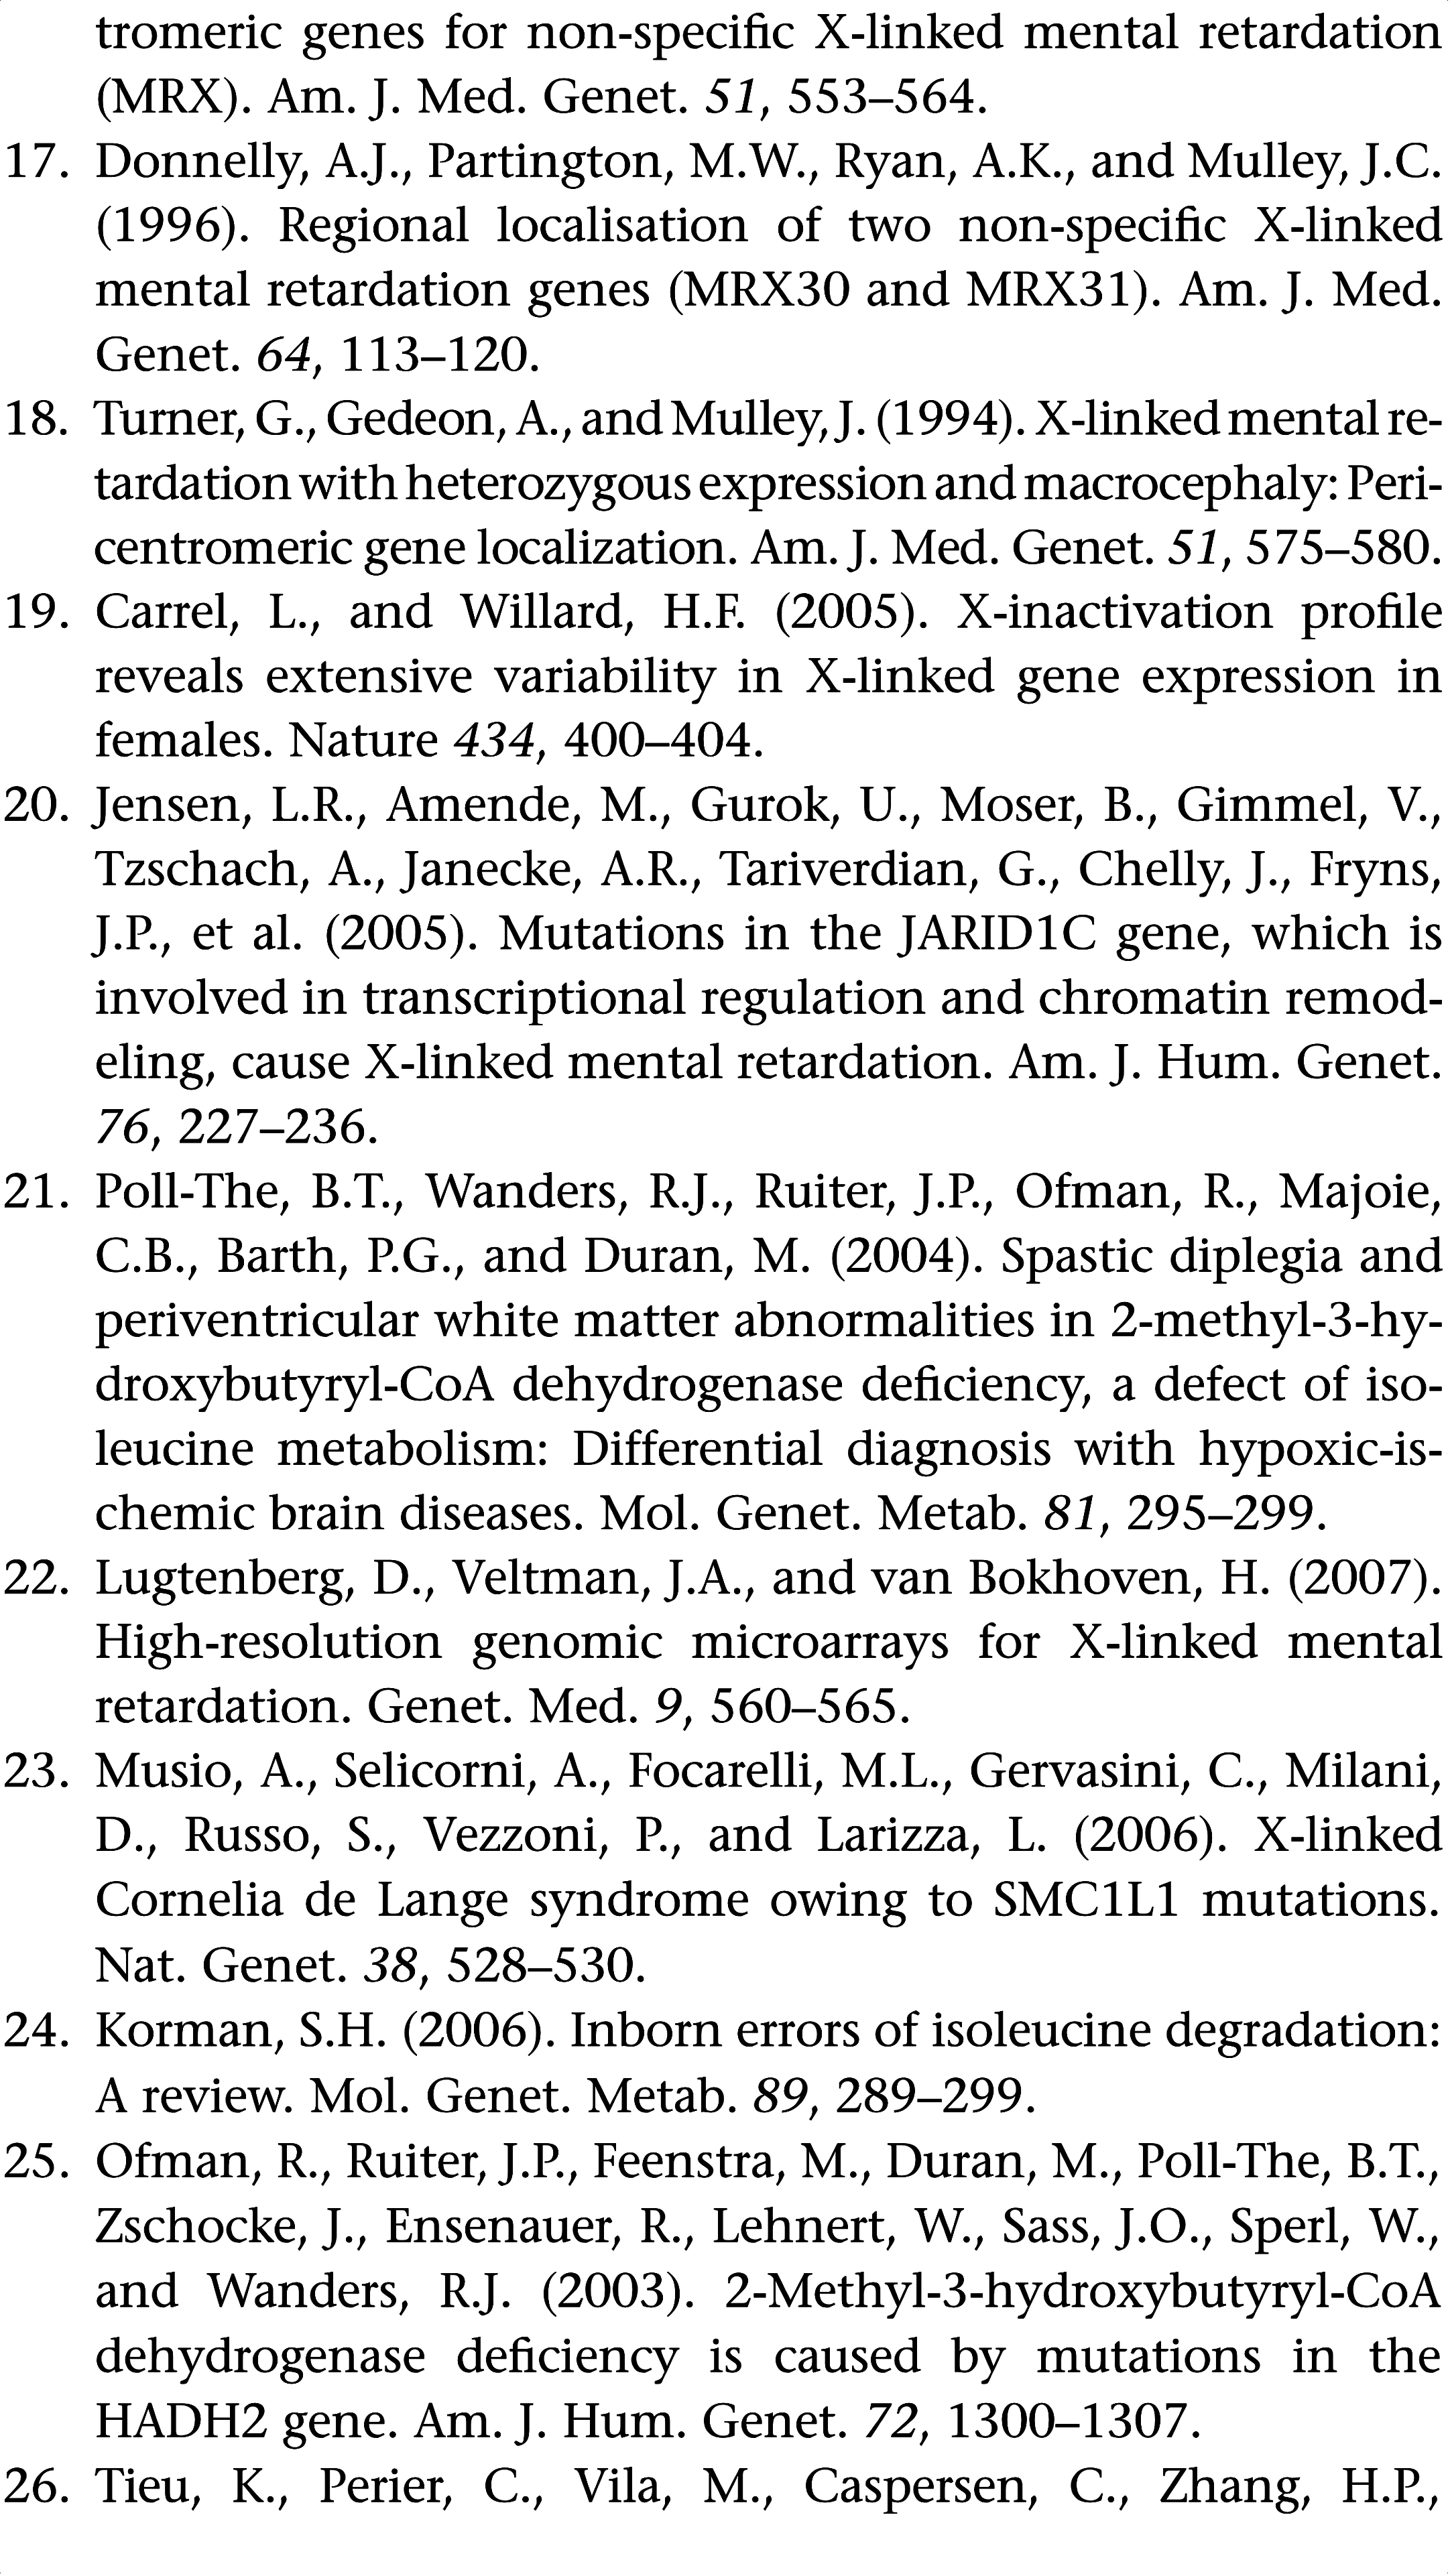 tromeric genes for non-specific X-linked mental retardation
(MRX). Am. J. Med. Genet. 51, 553–564.
17. Donnelly, A.J., Partington, M.W., Ryan, A.K., and Mulley, J.C.
(1996). Regional localisation of two non-specific X-linked
mental retardation genes (MRX30 and MRX31). Am. J. Med.
Genet. 64, 113–120.
18. Turner, G., Gedeon, A., and Mulley, J. (1994). X-linked mental re-
tardation with heterozygous expression and macrocephaly: Peri-
centromeric gene localization. Am. J. Med. Genet. 51, 575–580.
19. Carrel, L., and Willard, H.F. (2005). X-inactivation profile
reveals extensive variability in X-linked gene expression in
females. Nature 434, 400–404.
20. Jensen, L.R., Amende, M., Gurok, U., Moser, B., Gimmel, V.,
Tzschach, A., Janecke, A.R., Tariverdian, G., Chelly, J., Fryns,
J.P., et al. (2005). Mutations in the JARID1C gene, which is
involved in transcriptional regulation and chromatin remod-
eling, cause X-linked mental retardation. Am. J. Hum. Genet.
76, 227–236.
21. Poll-The, B.T., Wanders, R.J., Ruiter, J.P., Ofman, R., Majoie,
C.B., Barth, P.G., and Duran, M. (2004). Spastic diplegia and
periventricular white matter abnormalities in 2-methyl-3-hy-
droxybutyryl-CoA dehydrogenase deficiency, a defect of iso-
leucine metabolism: Differential diagnosis with hypoxic-is-
chemic brain diseases. Mol. Genet. Metab. 81, 295–299.
22. Lugtenberg, D., Veltman, J.A., and van Bokhoven, H. (2007).
High-resolution genomic microarrays for X-linked mental
retardation. Genet. Med. 9, 560–565.
23. Musio, A., Selicorni, A., Focarelli, M.L., Gervasini, C., Milani,
D., Russo, S., Vezzoni, P., and Larizza, L. (2006). X-linked
Cornelia de Lange syndrome owing to SMC1L1 mutations.
Nat. Genet. 38, 528–530.
24. Korman, S.H. (2006). Inborn errors of isoleucine degradation:
A review. Mol. Genet. Metab. 89, 289–299.
25. Ofman, R., Ruiter, J.P., Feenstra, M., Duran, M., Poll-The, B.T.,
Zschocke, J., Ensenauer, R., Lehnert, W., Sass, J.O., Sperl, W.,
and Wanders, R.J. (2003). 2-Methyl-3-hydroxybutyryl-CoA
dehydrogenase deficiency is caused by mutations in the
HADH2 gene. Am. J. Hum. Genet. 72, 1300–1307.
26. Tieu, K., Perier, C., Vila, M., Caspersen, C., Zhang, H.P.,